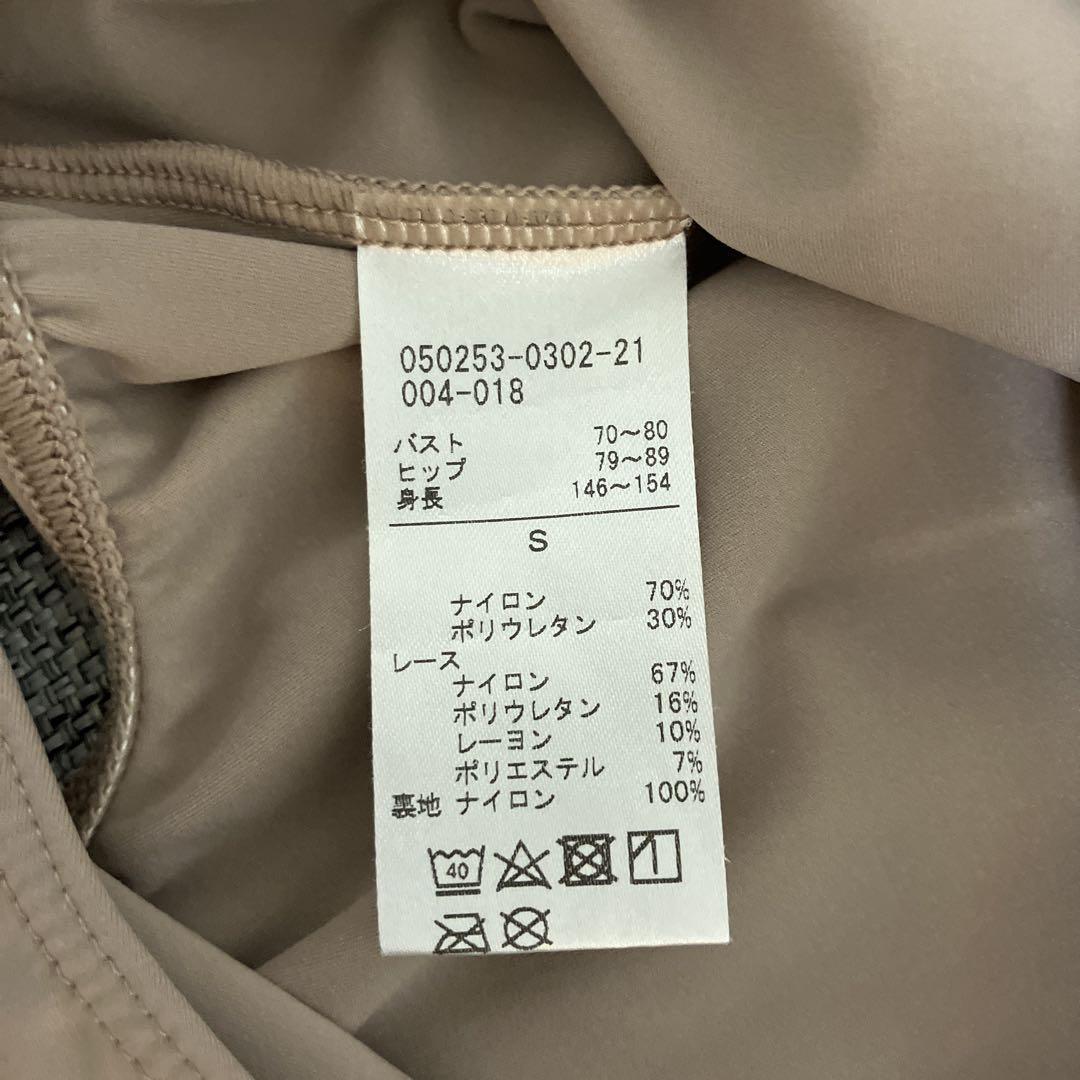 050253-0302-21
004-018
バスト 70～80
ヒップ 79～89
身長 146～154
S
ナイロン 70%
ポリウレタン 30%
レース
ナイロン 67%
ポリウレタン 16%
レーヨン 10%
ポリエステル 7%
裏地 ナイロン 100%
40